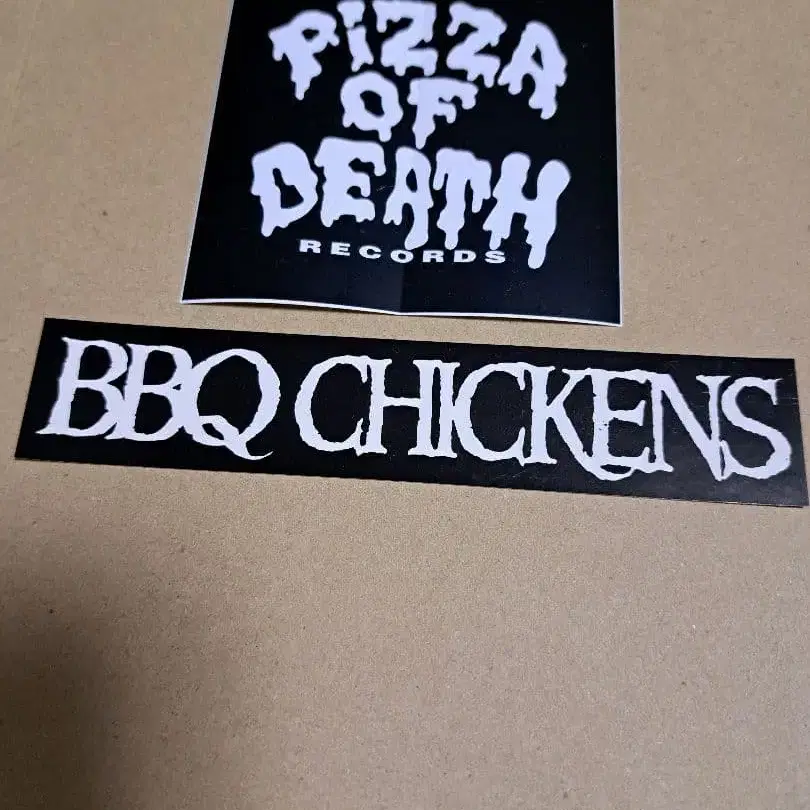 PIZZA
OF
DEATH
RECORDS
BBQ CHICKENS